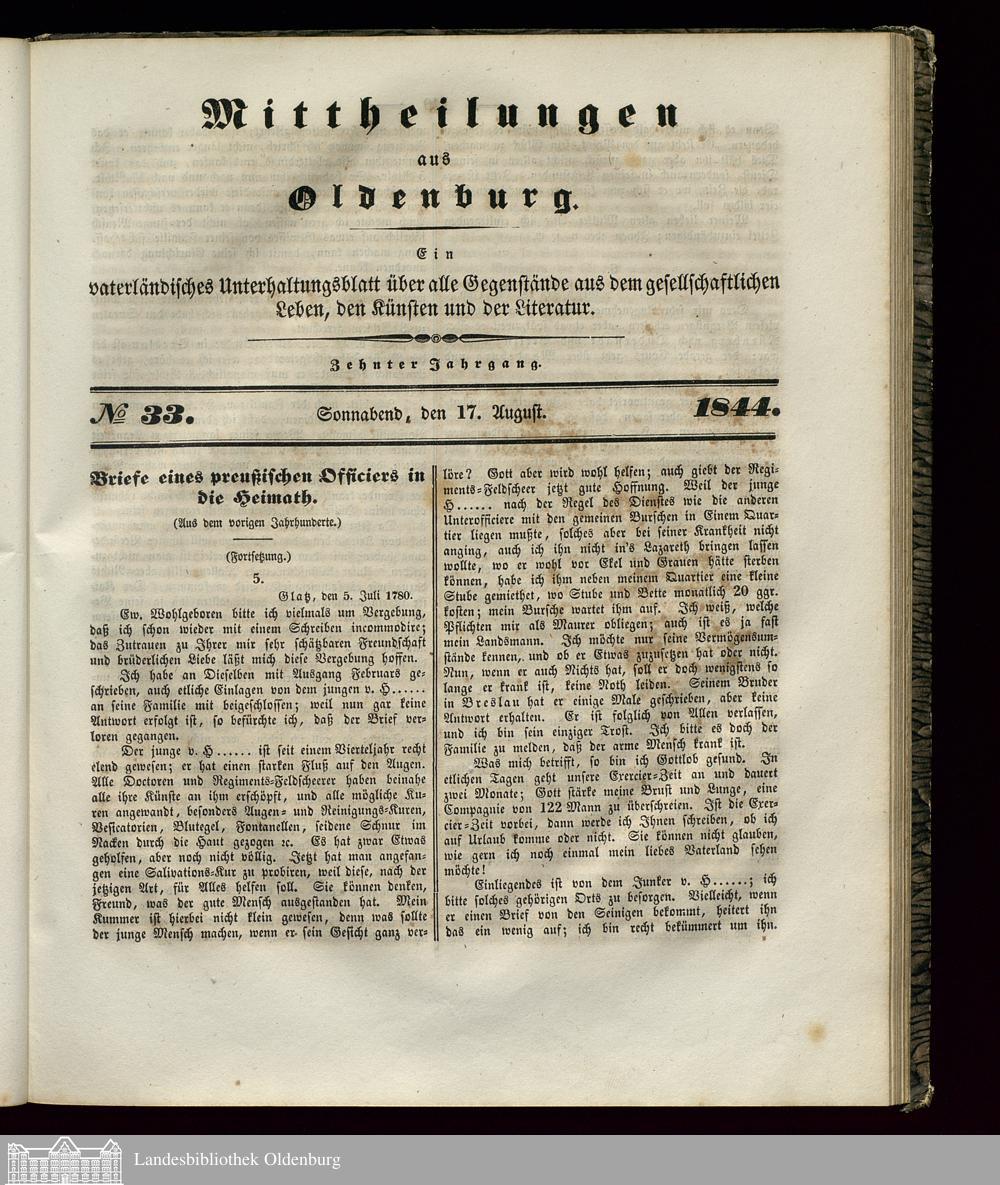 Mittheilungen
aus
Oldenburg.
Ein
vaterländisches Unterhaltungsblatt über alle Gegenstände aus dem gesellschaftlichen
Leben, den Künsten und der Literatur.
Zehnter Jahrgang.
№ 33. Sonnabend, den 17. August. 1844.
Briefe eines preußischen Officiers in
die Heimath.
(Aus dem vorigen Jahrhunderte.)
(Fortsetzung.)
5.
Glatz, den 5. Juli 1780.
Ew. Wohlgeboren bitte ich vielmals um Vergebung,
daß ich schon wieder mit einem Schreiben incommodire;
das Zutrauen zu Ihrer mir sehr schätzbaren Freundschaft
und brüderlichen Liebe läßt mich diese Vergebung hoffen.
Ich habe an Dieselben mit Ausgang Februars ge-
schrieben, auch etliche Einlagen von dem jungen v. H......
an seine Familie mit beigeschlossen; weil nun gar keine
Antwort erfolgt ist, so befürchte ich, daß der Brief ver-
loren gegangen.
Der junge v. H...... ist seit einem Vierteljahr recht
elend gewesen; er hat einen starken Fluß auf den Augen.
Alle Doctoren und Regiments-Feldscheerer haben beinahe
alle ihre Künste an ihm erschöpft, und alle mögliche Ku-
ren angewandt, besonders Augen- und Reinigungs-Kuren,
Vesicatorien, Blutegel, Fontanellen, seidene Schnur im
Nacken durch die Haut gezogen ꝛc. Es hat zwar Etwas
geholfen, aber noch nicht völlig. Jetzt hat man angefan-
gen eine Salivations-Kur zu probiren, weil diese, nach der
jetzigen Art, für Alles helfen soll. Sie können denken,
Freund, was der gute Mensch ausgestanden hat. Mein
Kummer ist hierbei nicht klein gewesen, denn was sollte
der junge Mensch machen, wenn er sein Gesicht ganz ver-
löre? Gott aber wird wohl helfen; auch giebt der Regi-
ments-Feldscheer jetzt gute Hoffnung. Weil der junge
H...... nach der Regel des Dienstes wie die anderen
Unterofficiere mit den gemeinen Burschen in Einem Quar-
tier liegen mußte, solches aber bei seiner Krankheit nicht
anging, auch ich ihn nicht in's Lazareth bringen lassen
wollte, wo er wohl vor Ekel und Grauen hätte sterben
können, habe ich ihm neben meinem Quartier eine kleine
Stube gemiethet, wo Stube und Bette monatlich 20 ggr.
kosten; mein Bursche wartet ihm auf. Ich weiß, welche
Pflichten mir als Maurer obliegen; auch ist es ja fast
mein Landsmann. Ich möchte nur seine Vermögensum-
stände kennen, und ob er Etwas zuzusetzen hat oder nicht.
Nun, wenn er auch Nichts hat, soll er doch wenigstens so
lange er krank ist, keine Noth leiden. Seinem Bruder
in Breslau hat er einige Male geschrieben, aber keine
Antwort erhalten. Er ist folglich von Allen verlassen,
und ich bin sein einziger Trost. Ich bitte es doch der
Familie zu melden, daß der arme Mensch krank ist.
Was mich betrifft, so bin ich Gottlob gesund. In
etlichen Tagen geht unsere Exercier-Zeit an und dauert
zwei Monate; Gott stärke meine Brust und Lunge, eine
Compagnie von 122 Mann zu überschreien. Ist die Exer-
cier-Zeit vorbei, dann werde ich Ihnen schreiben, ob ich
auf Urlaub komme oder nicht. Sie können nicht glauben,
wie gern ich noch einmal mein liebes Vaterland sehen
möchte!
Einliegendes ist von dem Junker v. H......; ich
bitte solches gehörigen Orts zu besorgen. Vielleicht, wenn
er einen Brief von den Seinigen bekommt, heitert ihn
das ein wenig auf; ich bin recht bekümmert um ihn.
Landesbibliothek Oldenburg